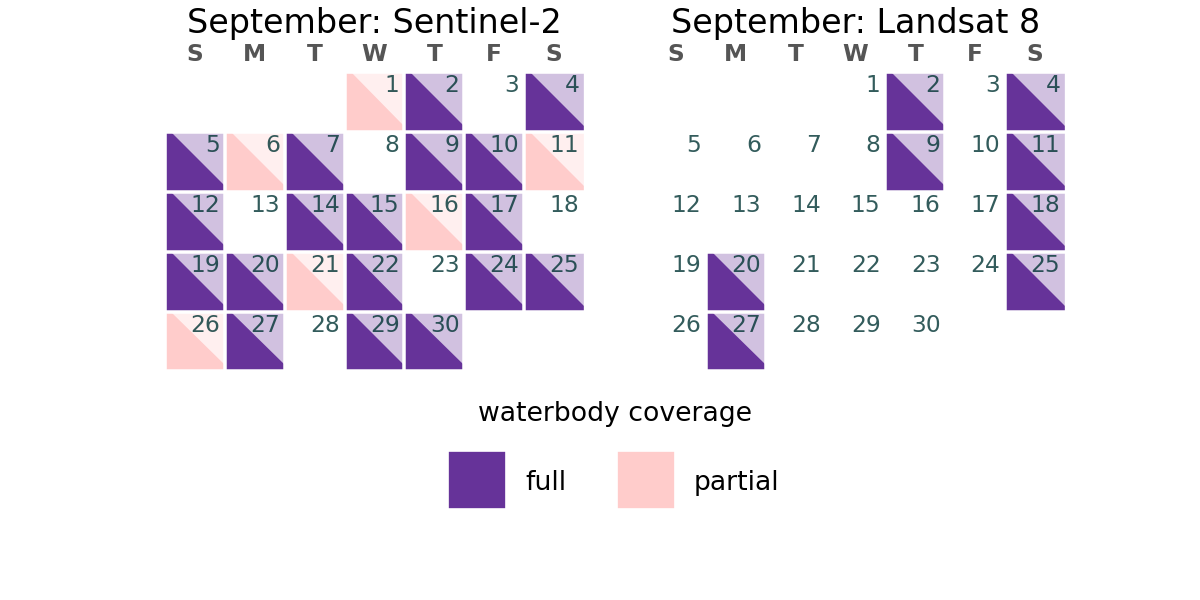 September: Sentinel-2
S M T W T F S
1 2 3 4
5 6 7 8 9 10 11
12 13 14 15 16 17 18
19 20 21 22 23 24 25
26 27 28 29 30
September: Landsat 8
S M T W T F S
1 2 3 4
5 6 7 8 9 10 11
12 13 14 15 16 17 18
19 20 21 22 23 24 25
26 27 28 29 30
waterbody coverage
full partial